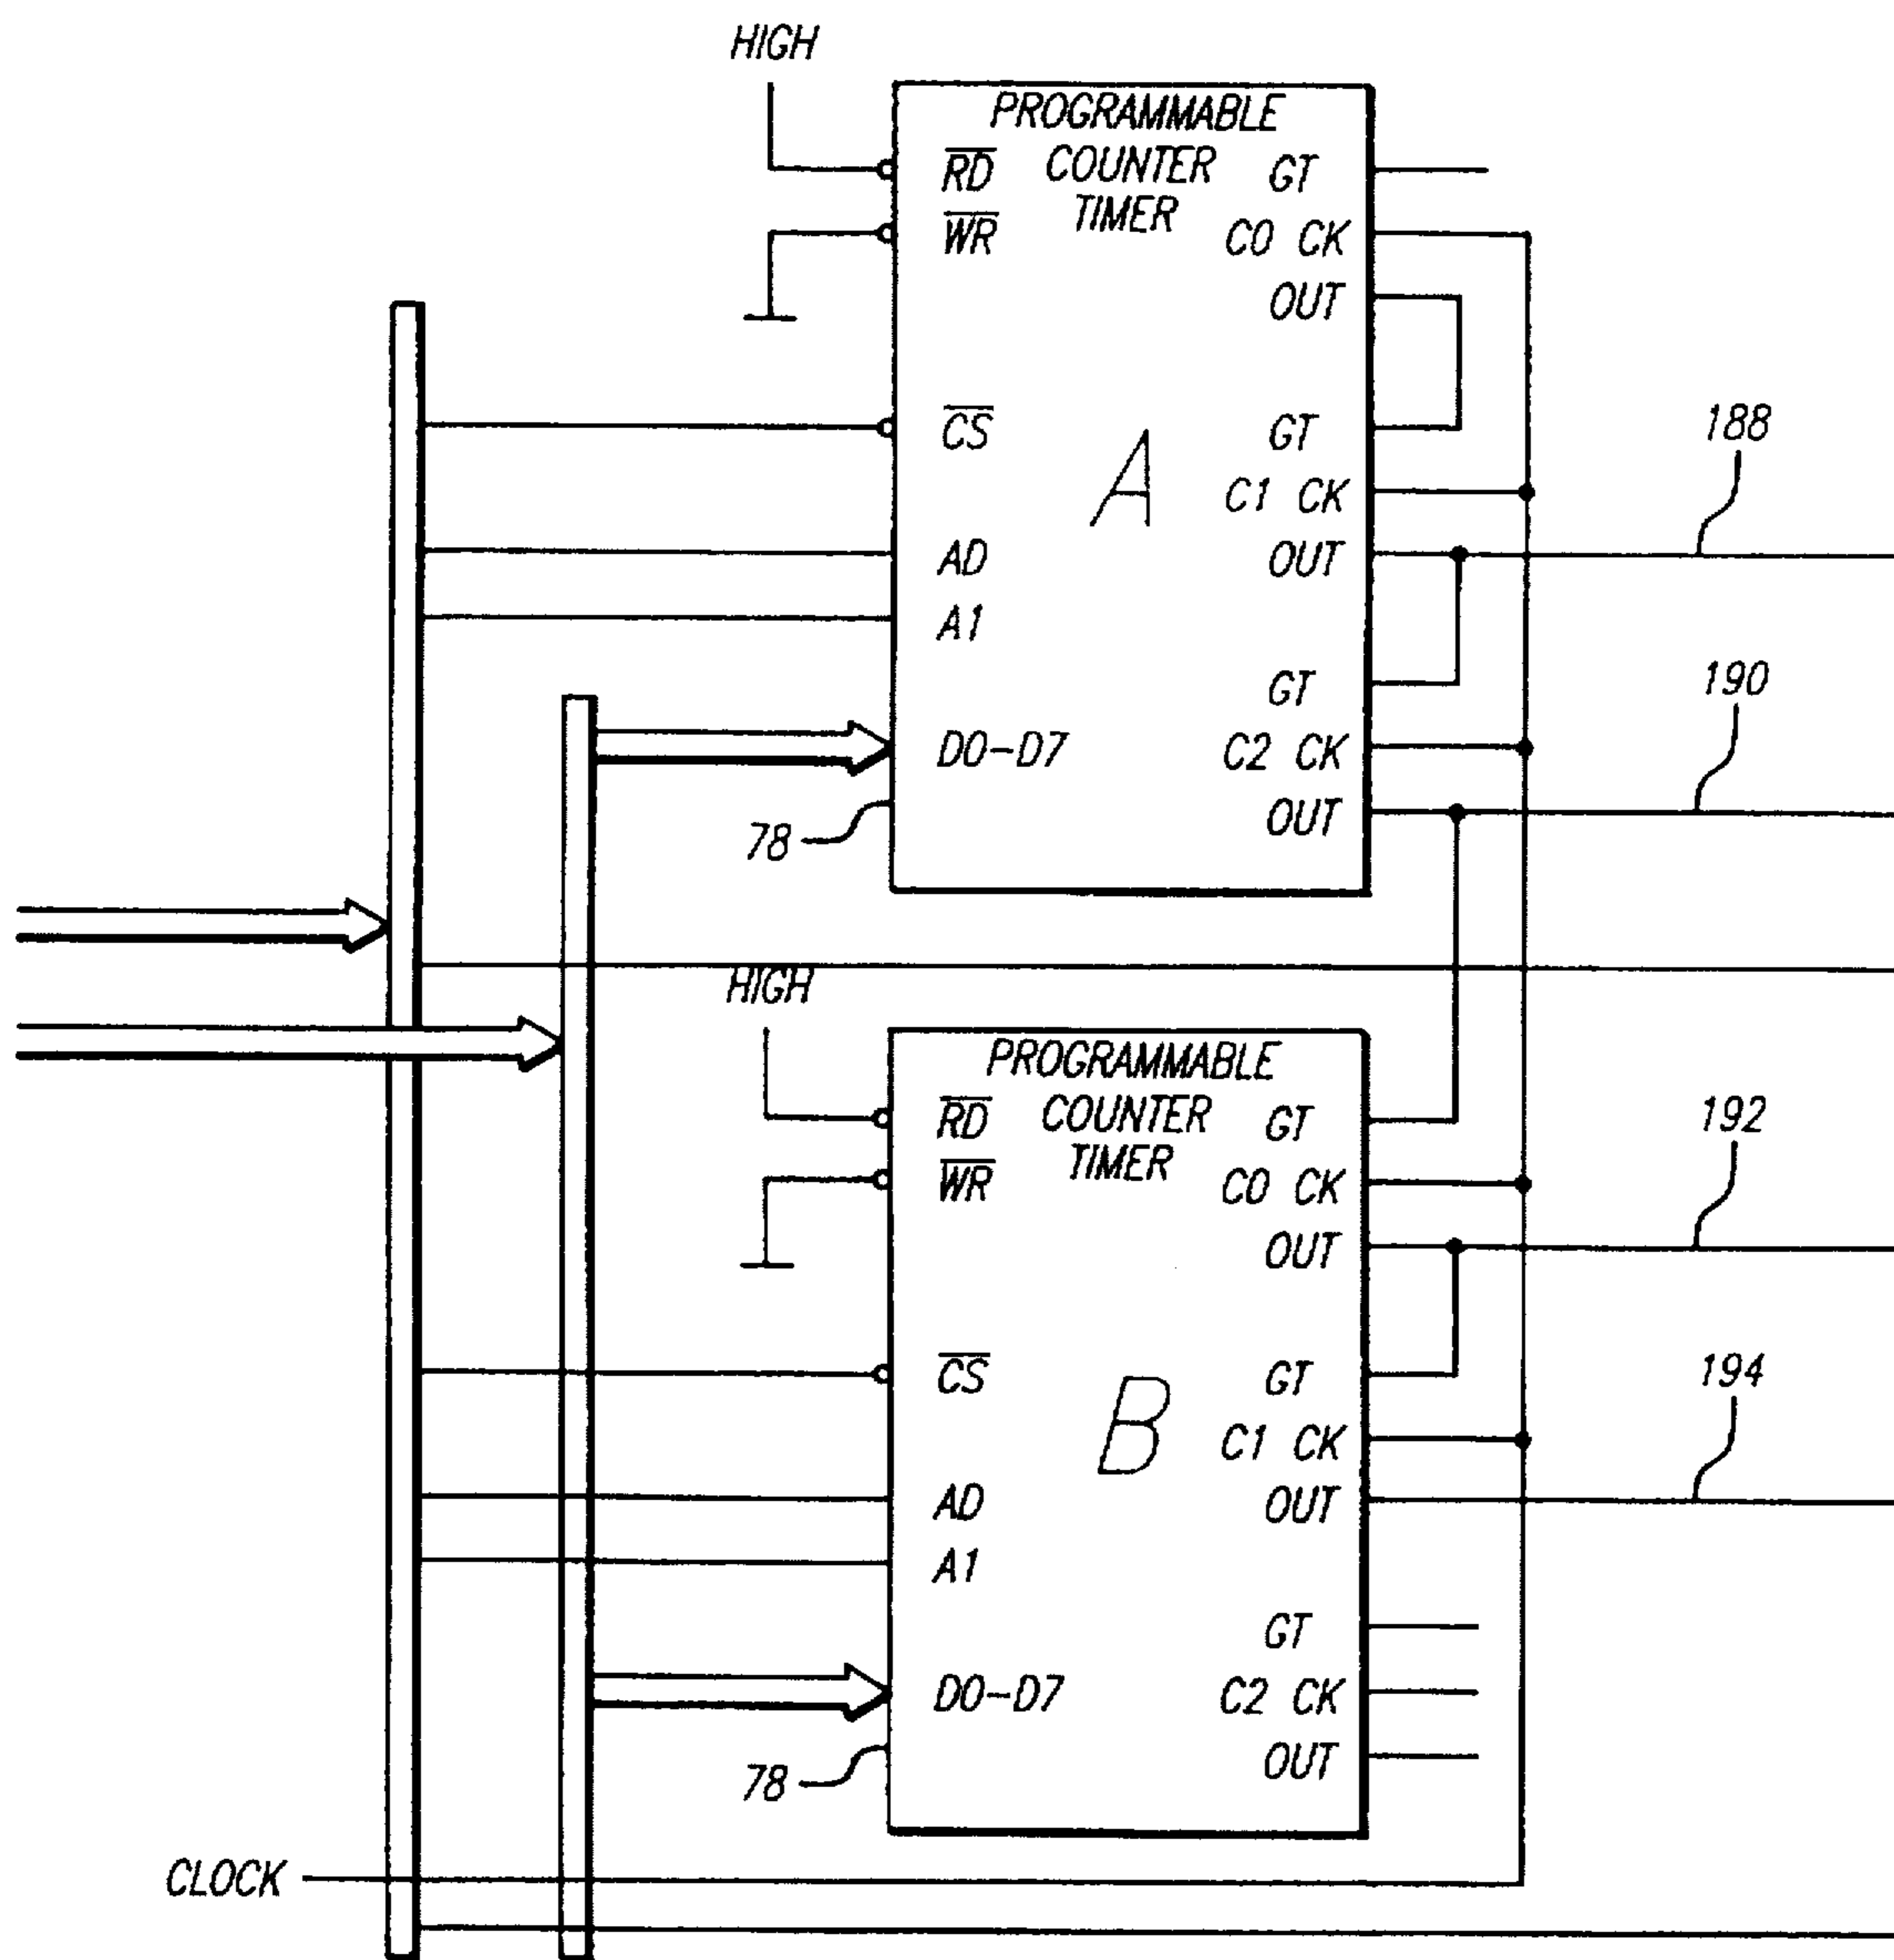 HIGH
PROGRAMMABLE
COUNTER
TIMER
RD
WR
CS
AD
A1
D0-D7
GT
C0 CK
OUT
GT
C1 CK
OUT
GT
C2 CK
OUT
A
78
188
190
HIGH
PROGRAMMABLE
COUNTER
TIMER
RD
WR
CS
AD
A1
D0-D7
GT
C0 CK
OUT
GT
C1 CK
OUT
GT
C2 CK
OUT
B
78
192
194
CLOCK